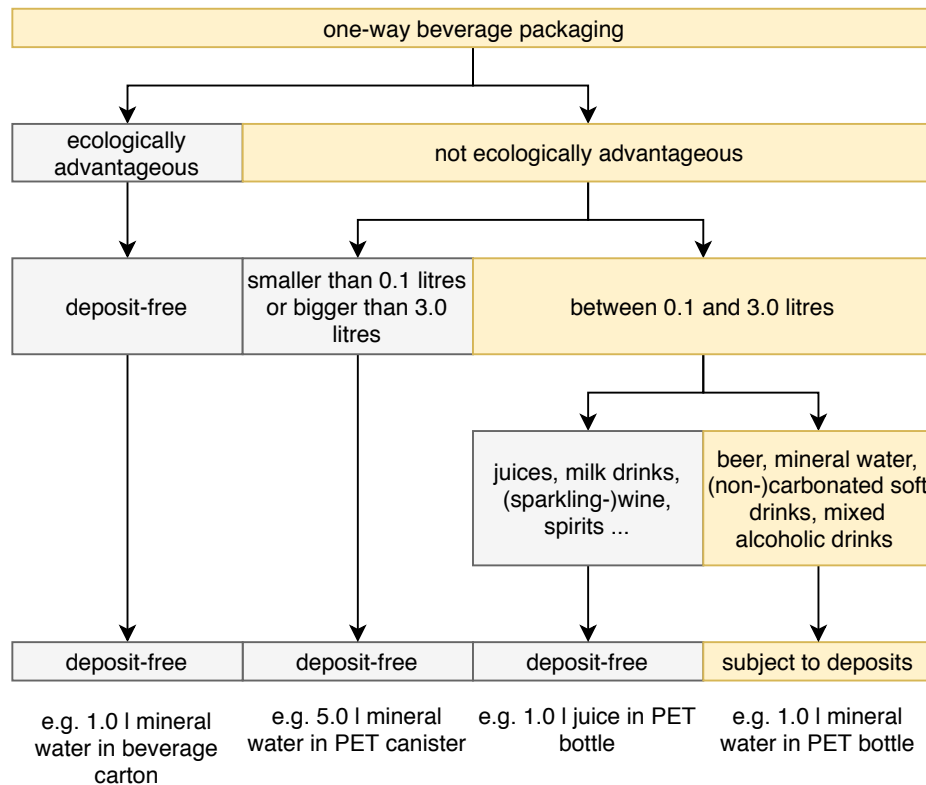 one-way beverage packaging
ecologically
advantageous
not ecologically advantageous
deposit-free
smaller than 0.1 litres
or bigger than 3.0
litres
between 0.1 and 3.0 litres
juices, milk drinks,
(sparkling-)wine,
spirits ...
beer, mineral water,
(non-)carbonated soft
drinks, mixed
alcoholic drinks
deposit-free
deposit-free
deposit-free
subject to deposits
e.g. 1.0 l mineral
water in beverage
carton
e.g. 5.0 l mineral
water in PET canister
e.g. 1.0 l juice in PET
bottle
e.g. 1.0 l mineral
water in PET bottle